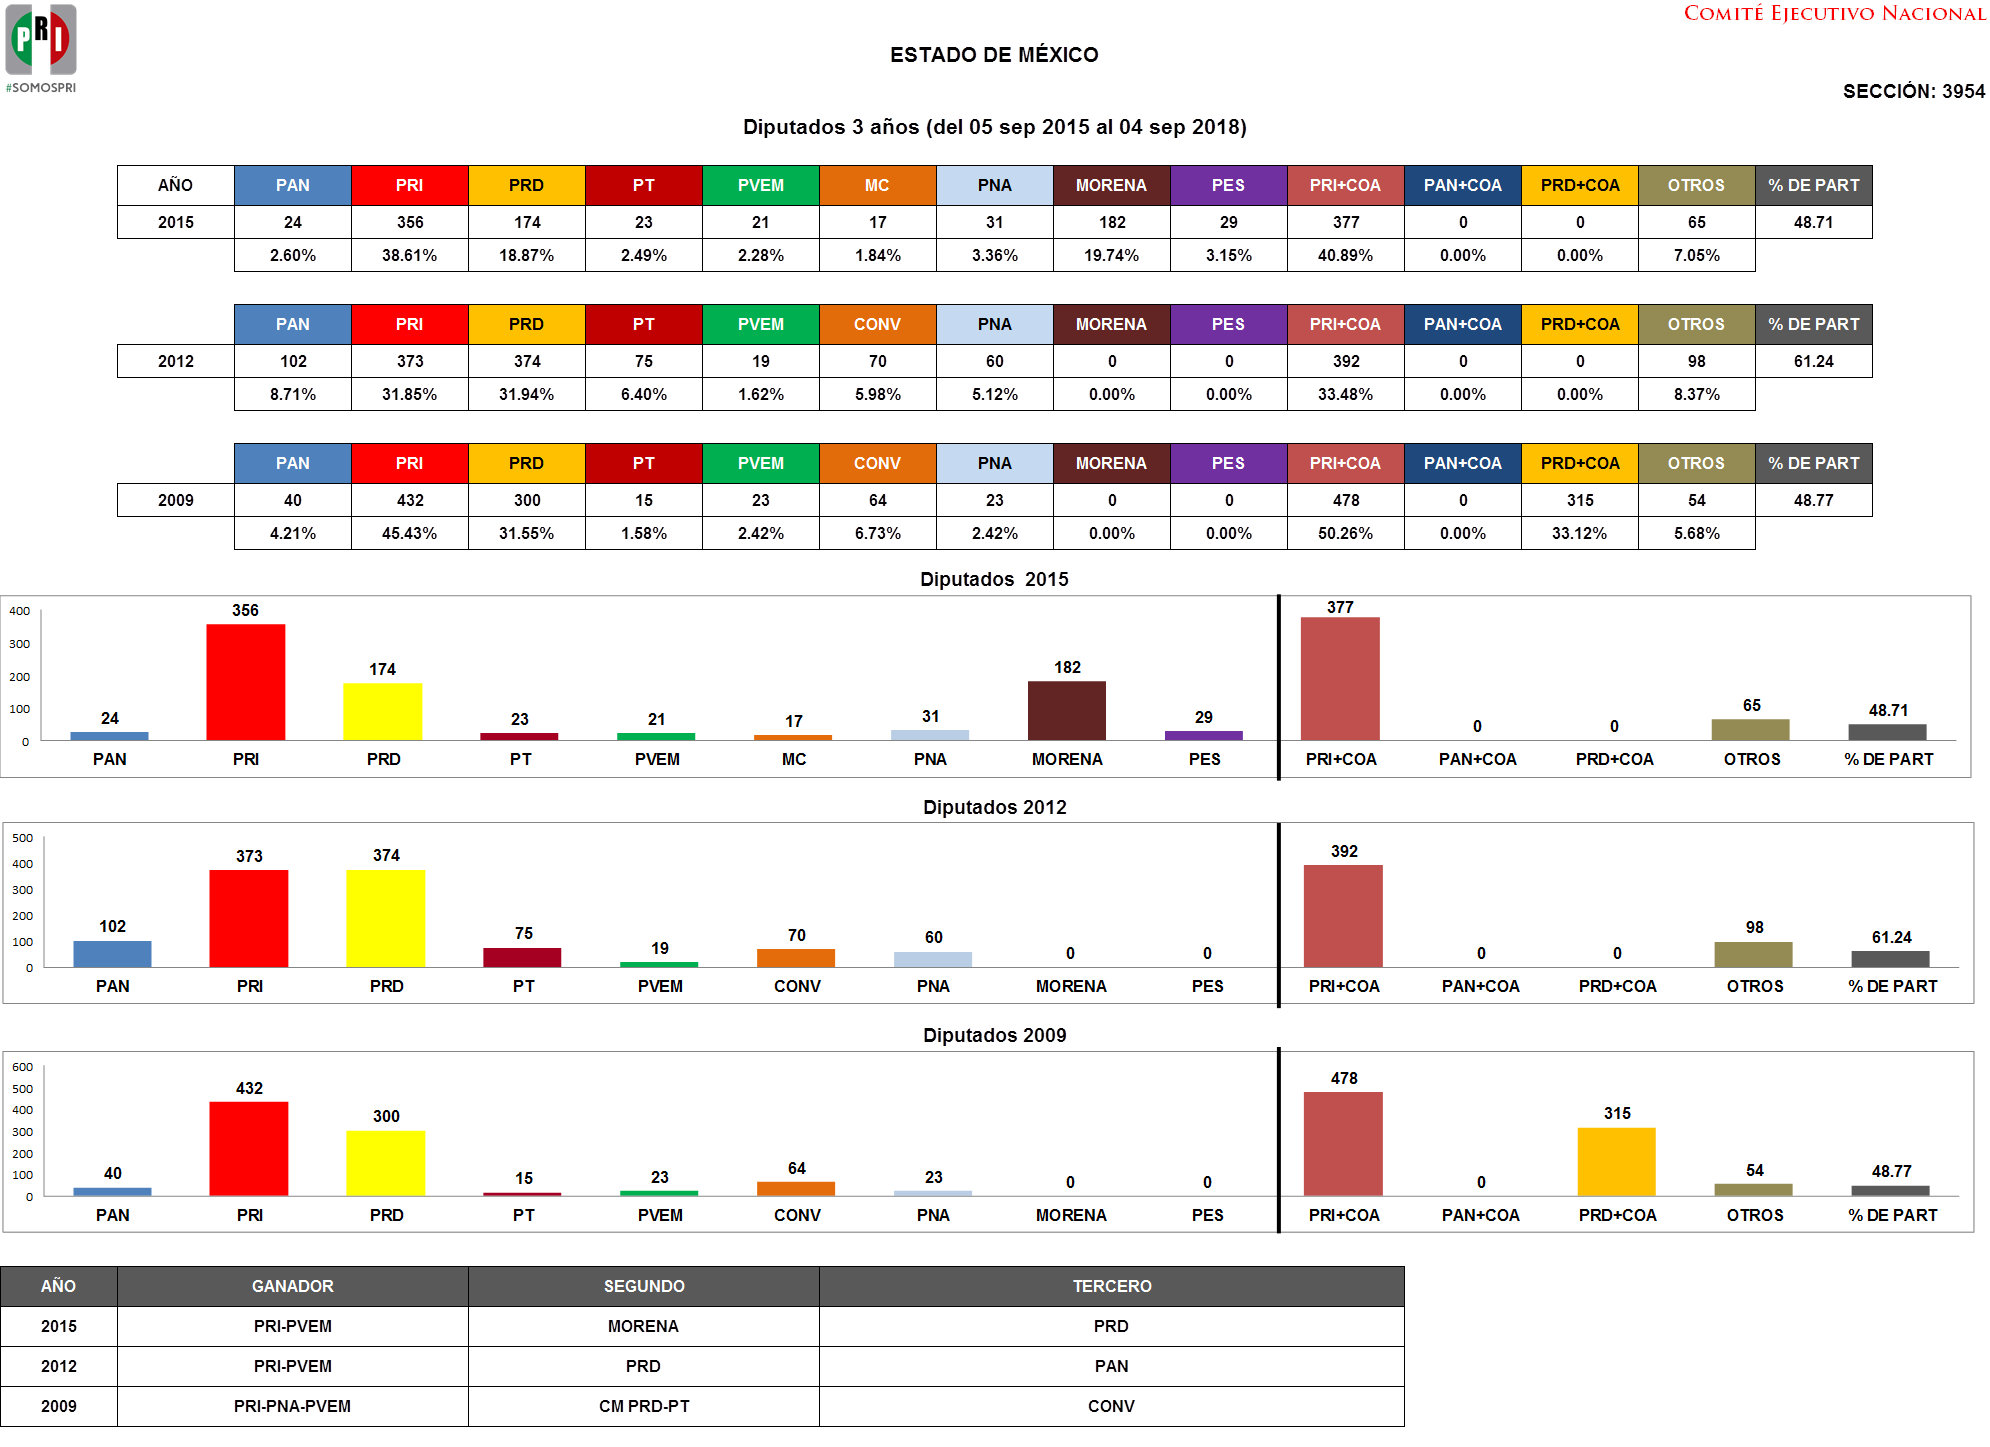 PRI
#SOMOSPRI
COMITÉ EJECUTIVO NACIONAL
ESTADO DE MÉXICO
SECCIÓN: 3954
Diputados 3 años (del 05 sep 2015 al 04 sep 2018)
AÑO PAN PRI PRD PT PVEM MC PNA MORENA PES PRI+COA PAN+COA PRD+COA OTROS % DE PART
2015 24 356 174 23 21 17 31 182 29 377 0 0 65 48.71
2.60% 38.61% 18.87% 2.49% 2.28% 1.84% 3.36% 19.74% 3.15% 40.89% 0.00% 0.00% 7.05%
PAN PRI PRD PT PVEM CONV PNA MORENA PES PRI+COA PAN+COA PRD+COA OTROS % DE PART
2012 102 373 374 75 19 70 60 0 0 392 0 0 98 61.24
8.71% 31.85% 31.94% 6.40% 1.62% 5.98% 5.12% 0.00% 0.00% 33.48% 0.00% 0.00% 8.37%
PAN PRI PRD PT PVEM CONV PNA MORENA PES PRI+COA PAN+COA PRD+COA OTROS % DE PART
2009 40 432 300 15 23 64 23 0 0 478 0 315 54 48.77
4.21% 45.43% 31.55% 1.58% 2.42% 6.73% 2.42% 0.00% 0.00% 50.26% 0.00% 33.12% 5.68%
Diputados 2015
400
300
200
100
0
24 356 174 23 21 17 31 182 29 377 0 0 65 48.71
PAN PRI PRD PT PVEM MC PNA MORENA PES PRI+COA PAN+COA PRD+COA OTROS % DE PART
Diputados 2012
500
400
300
200
100
0
102 373 374 75 19 70 60 0 0 392 0 0 98 61.24
PAN PRI PRD PT PVEM CONV PNA MORENA PES PRI+COA PAN+COA PRD+COA OTROS % DE PART
Diputados 2009
600
500
400
300
200
100
0
40 432 300 15 23 64 23 0 0 478 0 315 54 48.77
PAN PRI PRD PT PVEM CONV PNA MORENA PES PRI+COA PAN+COA PRD+COA OTROS % DE PART
AÑO GANADOR SEGUNDO TERCERO
2015 PRI-PVEM MORENA PRD
2012 PRI-PVEM PRD PAN
2009 PRI-PNA-PVEM CM PRD-PT CONV